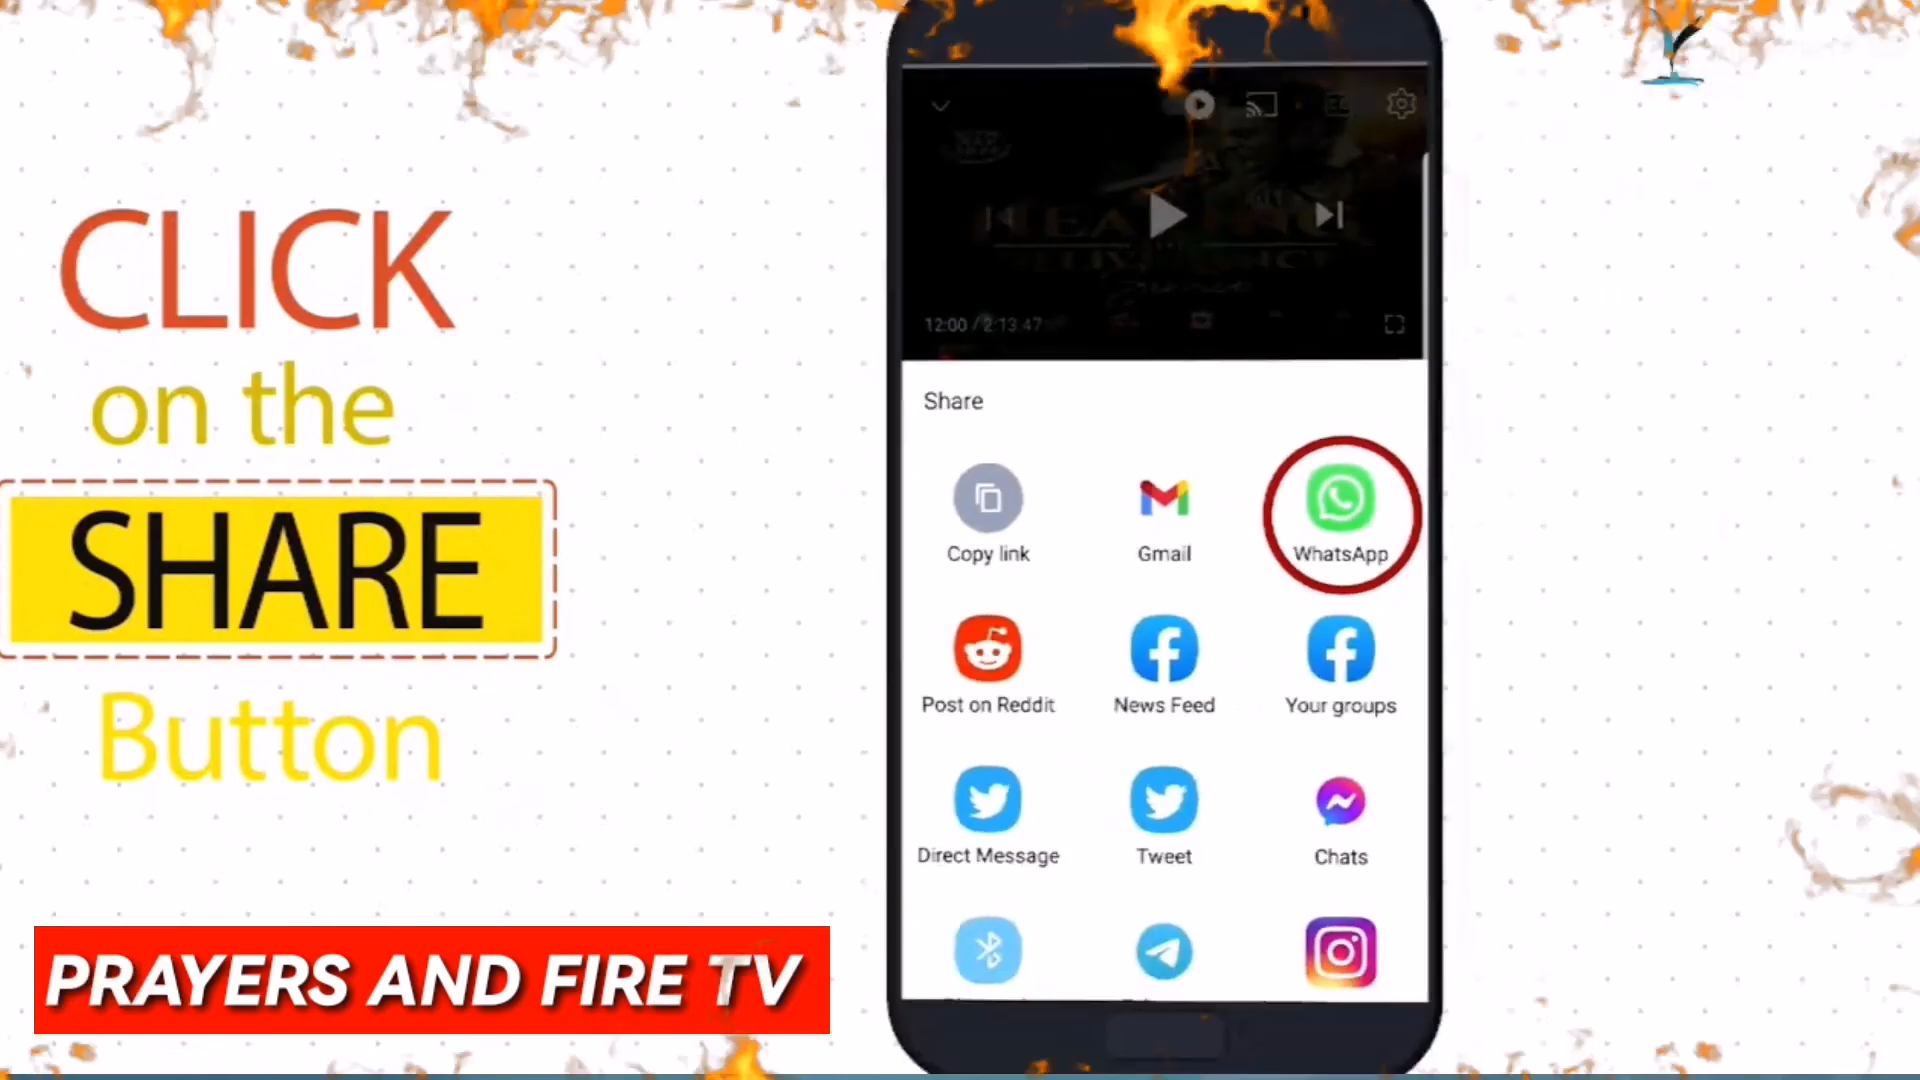 CLICK
on the
SHARE
Button
PRAYERS AND FIRE TV
12:00 / 2:13:47
Share
Copy link
Gmail
WhatsApp
Post on Reddit
News Feed
Your groups
Direct Message
Tweet
Chats